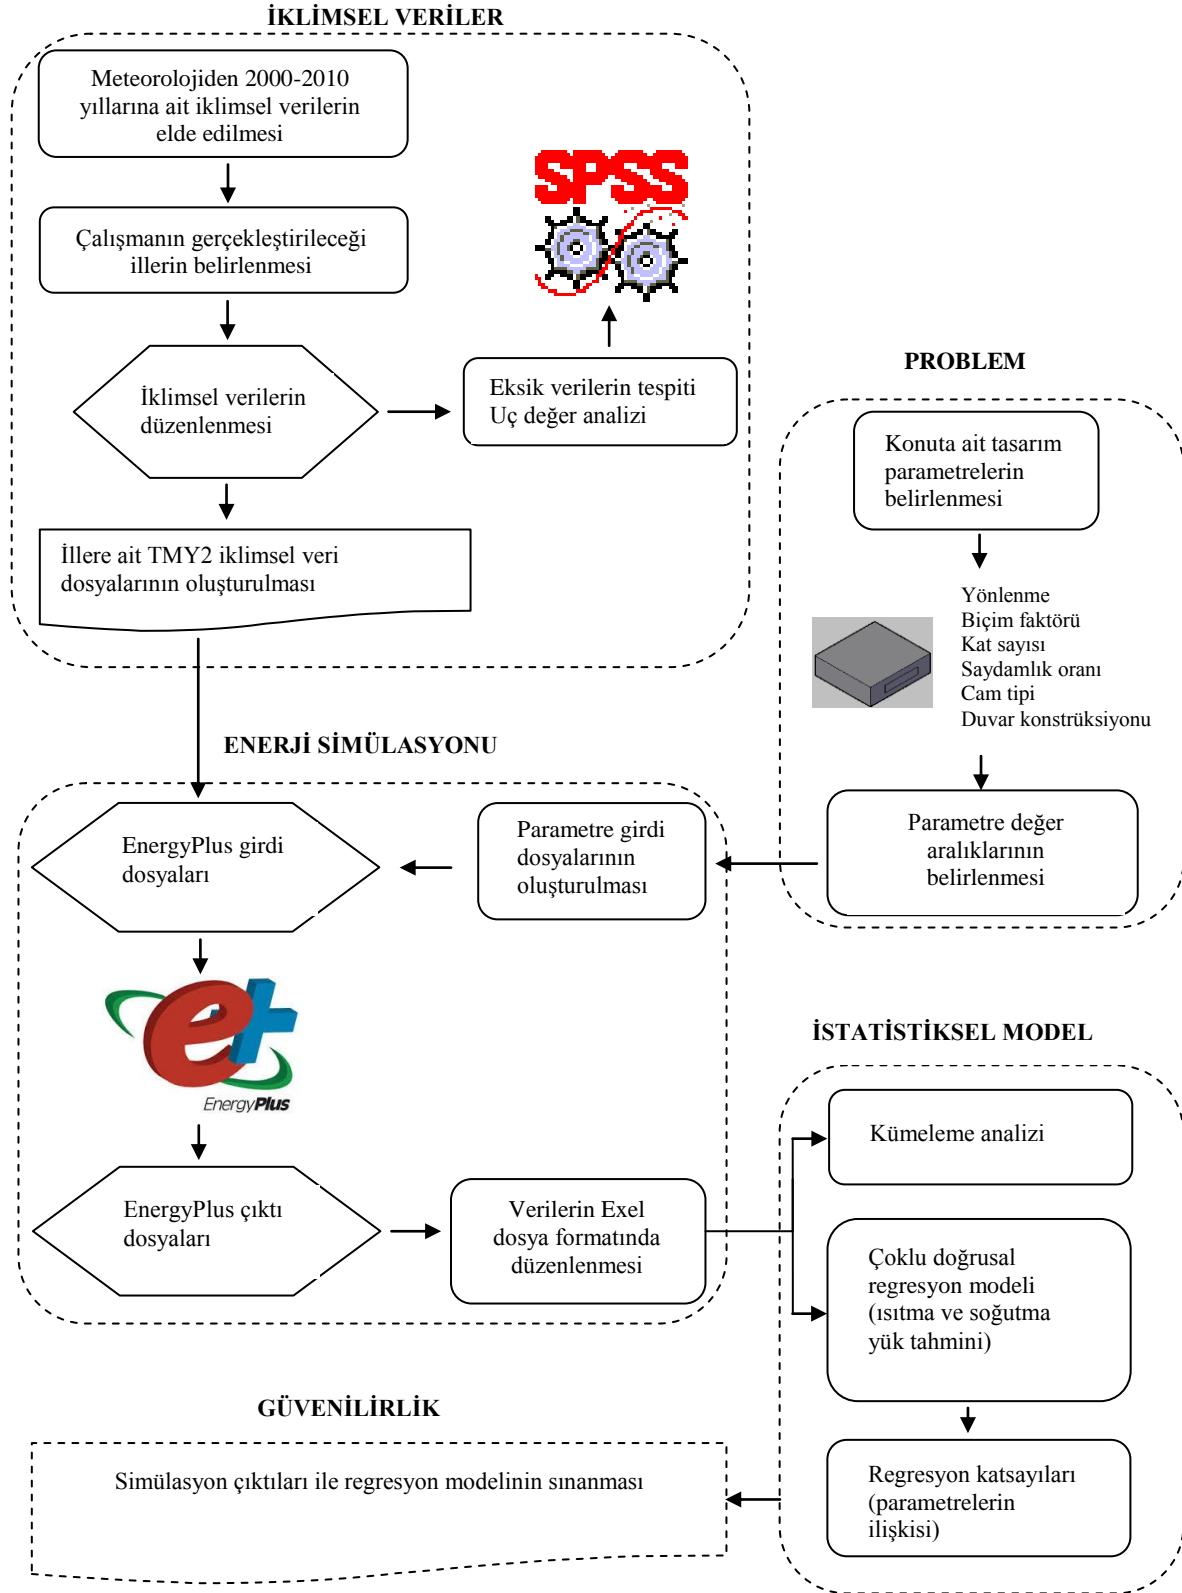 İKLİMSEL VERİLER
Meteorolojiden 2000-2010
yıllarına ait iklimsel verilerin
elde edilmesi
SPSS
Çalışmanın gerçekleştirileceği
illerin belirlenmesi
İklimsel verilerin
düzenlenmesi
Eksik verilerin tespiti
Uç değer analizi
İllere ait TMY2 iklimsel veri
dosyalarının oluşturulması
PROBLEM
Konuta ait tasarım
parametrelerin
belirlenmesi
Yönlenme
Biçim faktörü
Kat sayısı
Saydamlık oranı
Cam tipi
Duvar konstrüksiyonu
Parametre değer
aralıklarının
belirlenmesi
ENERJİ SİMÜLASYONU
EnergyPlus girdi
dosyaları
Parametre girdi
dosyalarının
oluşturulması
e+
EnergyPlus
EnergyPlus çıktı
dosyaları
Verilerin Exel
dosya formatında
düzenlenmesi
İSTATİSTİKSEL MODEL
Kümeleme analizi
Çoklu doğrusal
regresyon modeli
(ısıtma ve soğutma
yük tahmini)
Regresyon katsayıları
(parametrelerin
ilişkisi)
GÜVENİLİRLİK
Simülasyon çıktıları ile regresyon modelinin sınanması